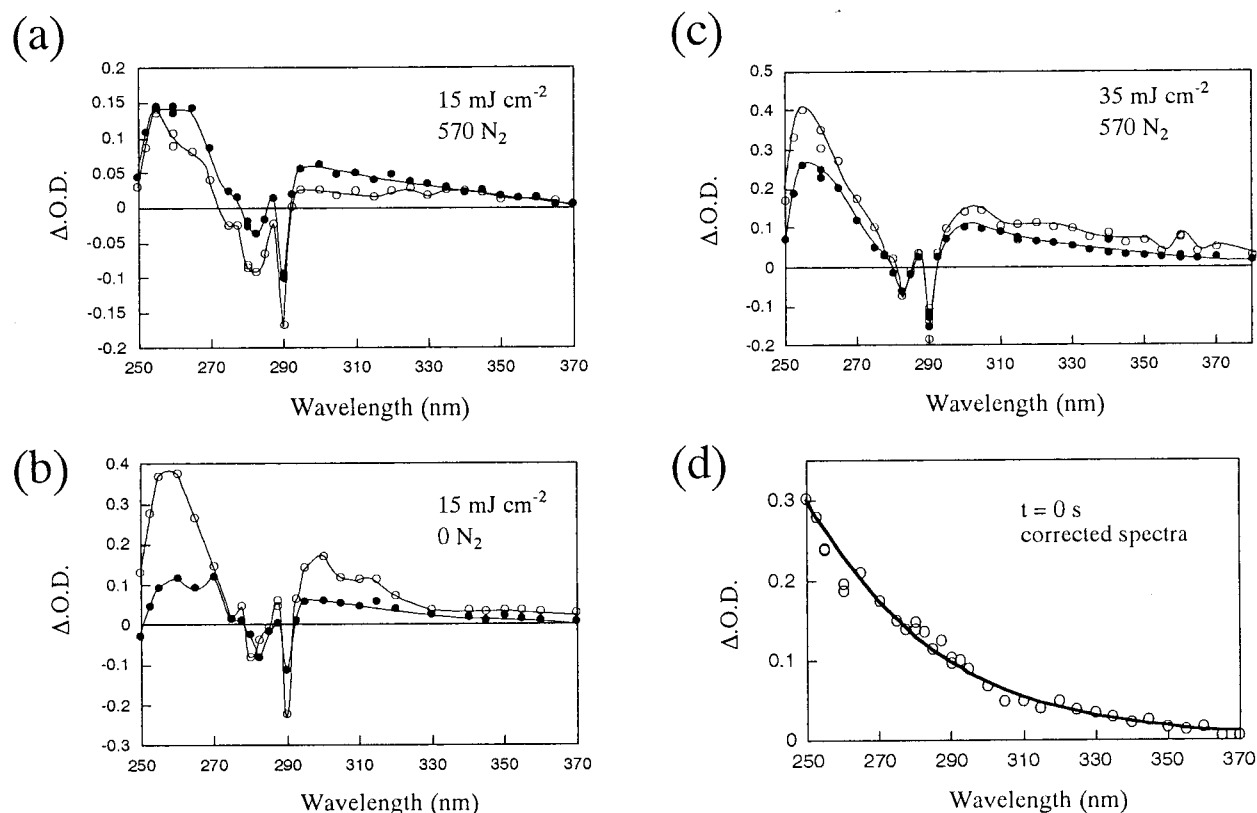 (a)
15 mJ cm-2
570 N2
Δ.O.D.
0.2
0.15
0.1
0.05
0
-0.05
-0.1
-0.15
-0.2
250 270 290 310 330 350 370
Wavelength (nm)
(c)
35 mJ cm-2
570 N2
Δ.O.D.
0.5
0.4
0.3
0.2
0.1
0
-0.1
-0.2
250 270 290 310 330 350 370
Wavelength (nm)
(b)
15 mJ cm-2
0 N2
Δ.O.D.
0.4
0.3
0.2
0.1
0
-0.1
-0.2
-0.3
250 270 290 310 330 350 370
Wavelength (nm)
(d)
t = 0 s
corrected spectra
Δ.O.D.
0.3
0.2
0.1
0
250 270 290 310 330 350 370
Wavelength (nm)